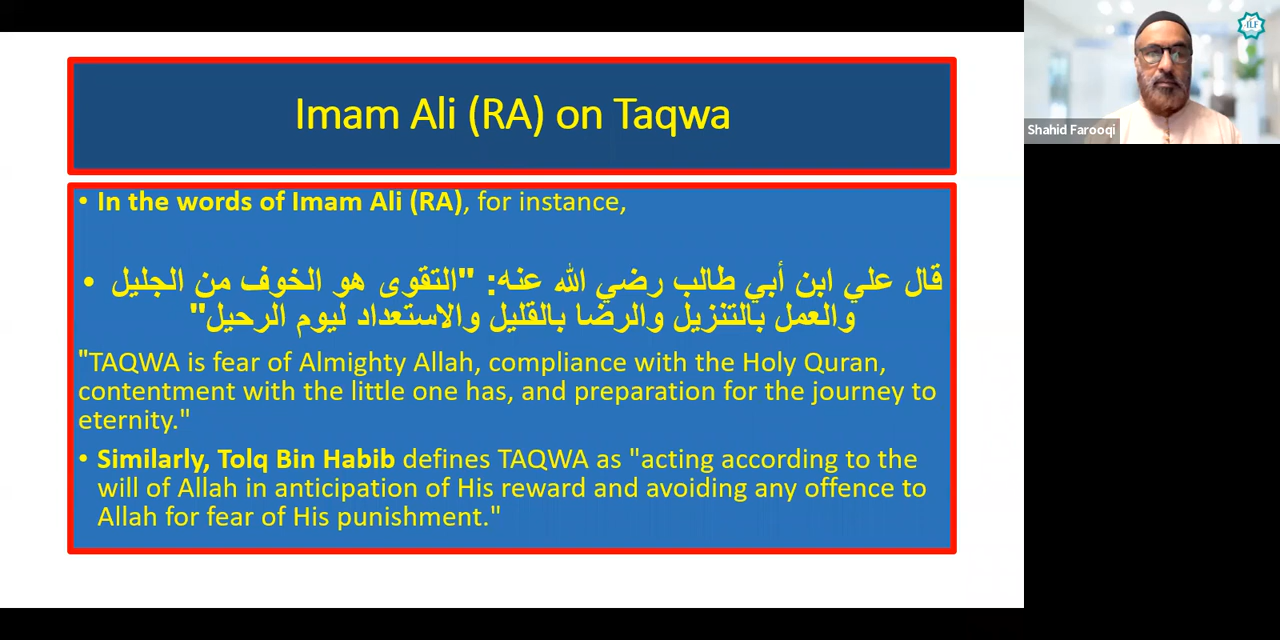 Imam Ali (RA) on Taqwa
• In the words of Imam Ali (RA), for instance,
• قال علي ابن أبي طالب رضي الله عنه: "التقوى هو الخوف من الجليل
والعمل بالتنزيل والرضا بالقليل والاستعداد ليوم الرحيل"
"TAQWA is fear of Almighty Allah, compliance with the Holy Quran,
contentment with the little one has, and preparation for the journey to
eternity."
• Similarly, Tolq Bin Habib defines TAQWA as "acting according to the
will of Allah in anticipation of His reward and avoiding any offence to
Allah for fear of His punishment."
ILF
Shahid Farooqi